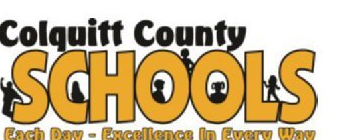 Colquitt County
SCHOOLS
Each Day - Excellence In Every Way